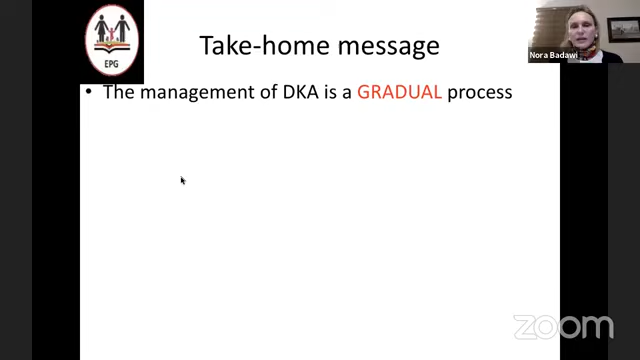 EPG
Take-home message
Nora Badawi
• The management of DKA is a GRADUAL process
zoom